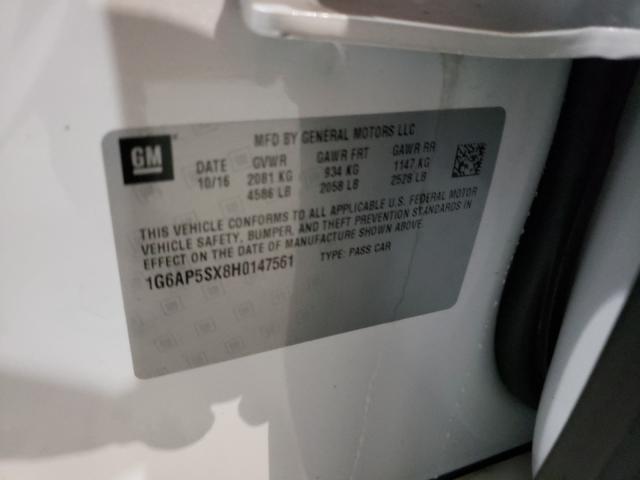 GM
MFD BY GENERAL MOTORS LLC
DATE GVWR GAWR FRT GAWR RR
10/16 2081 KG 934 KG 1147 KG
4586 LB 2058 LB 2528 LB
THIS VEHICLE CONFORMS TO ALL APPLICABLE U.S. FEDERAL MOTOR
VEHICLE SAFETY, BUMPER, AND THEFT PREVENTION STANDARDS IN
EFFECT ON THE DATE OF MANUFACTURE SHOWN ABOVE.
1G6AP5SX8H0147561 TYPE: PASS CAR